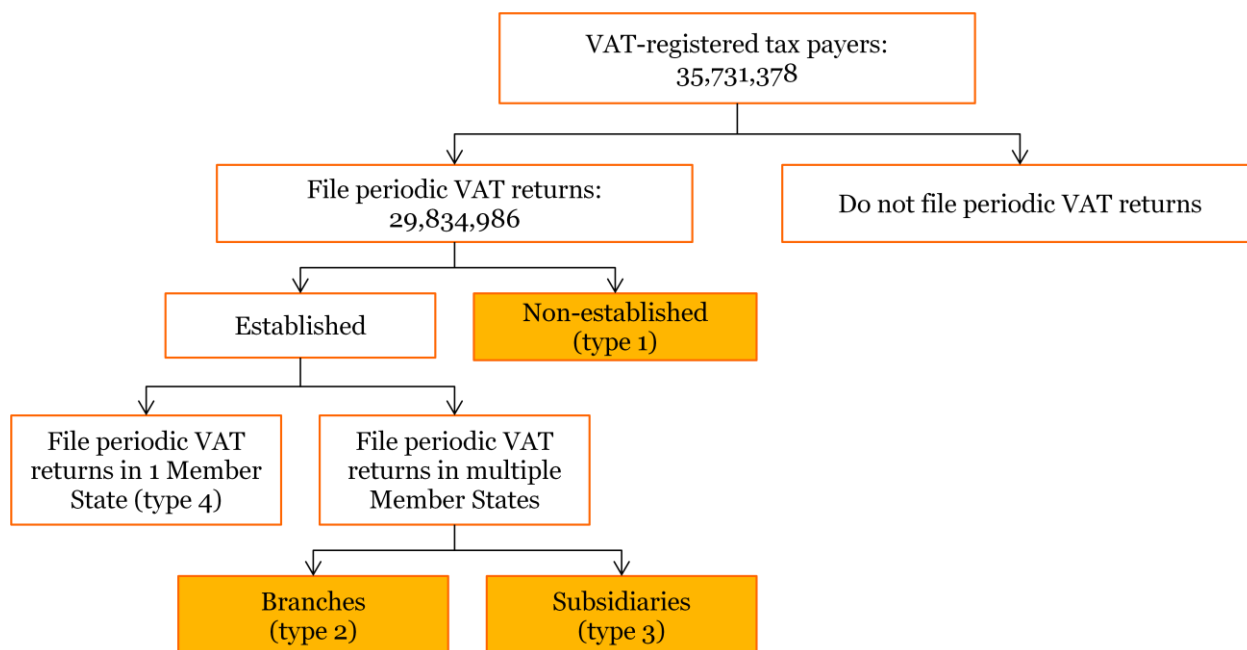 VAT-registered tax payers:
35,731,378
File periodic VAT returns:
29,834,986
Do not file periodic VAT returns
Established
Non-established
(type 1)
File periodic VAT
returns in 1 Member
State (type 4)
File periodic VAT
returns in multiple
Member States
Branches
(type 2)
Subsidiaries
(type 3)